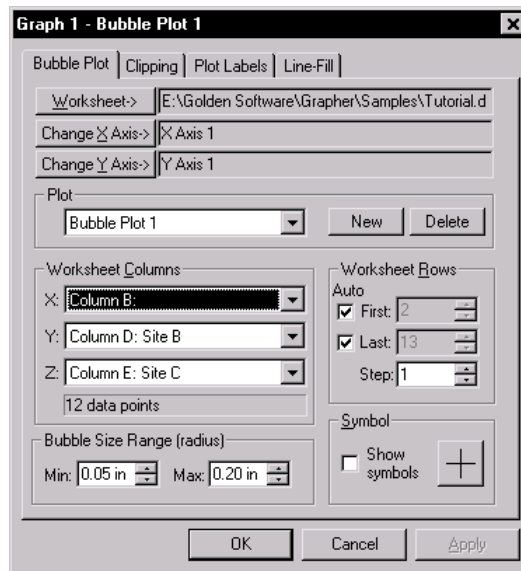 Graph 1 - Bubble Plot 1
Bubble Plot Clipping Plot Labels Line-Fill
Worksheet-> E:\Golden Software\Grapher\Samples\Tutorial.d
Change X Axis-> X Axis 1
Change Y Axis-> Y Axis 1
Plot
Bubble Plot 1 New Delete
Worksheet Columns
X: Column B:
Y: Column D: Site B
Z: Column E: Site C
12 data points
Worksheet Rows
Auto
First: 2
Last: 13
Step: 1
Bubble Size Range (radius)
Min: 0.05 in Max: 0.20 in
Symbol
Show
symbols
OK Cancel Apply